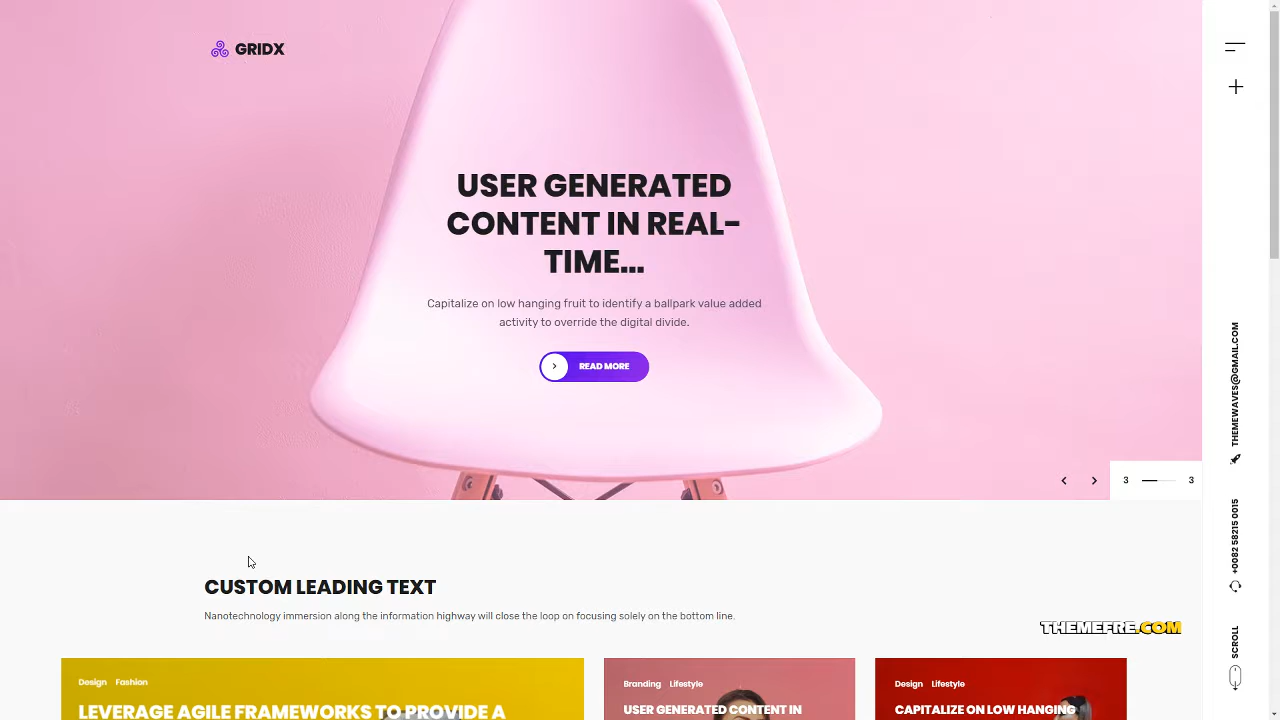 GRIDX
USER GENERATED
CONTENT IN REAL-
TIME...
Capitalize on low hanging fruit to identify a ballpark value added
activity to override the digital divide.
READ MORE
3
3
THEMEWAVES@GMAIL.COM
+0082 58215 0015
SCROLL
CUSTOM LEADING TEXT
Nanotechnology immersion along the information highway will close the loop on focusing solely on the bottom line.
THEMEFRE.COM
Design Fashion
LEVERAGE AGILE FRAMEWORKS TO PROVIDE A
Branding Lifestyle
USER GENERATED CONTENT IN
Design Lifestyle
CAPITALIZE ON LOW HANGING